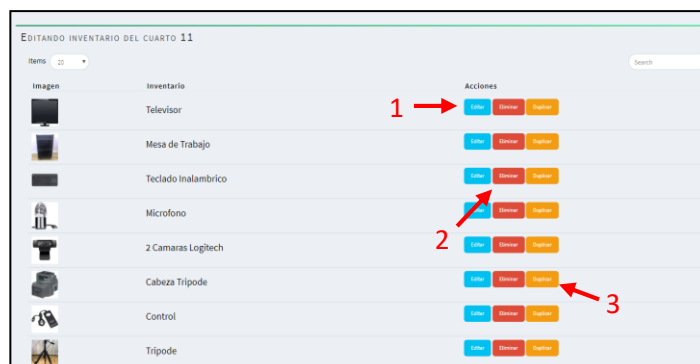 EDITANDO INVENTARIO DEL CUARTO 11
Items 20
Search
Imagen Inventario Acciones
1
Televisor Editar Eliminar Duplicar
Mesa de Trabajo Editar Eliminar Duplicar
Teclado Inalambrico Editar Eliminar Duplicar
Microfono Editar Eliminar Duplicar
2
2 Camaras Logitech Editar Eliminar Duplicar
Cabeza Tripode Editar Eliminar Duplicar
3
Control Editar Eliminar Duplicar
Tripode Editar Eliminar Duplicar